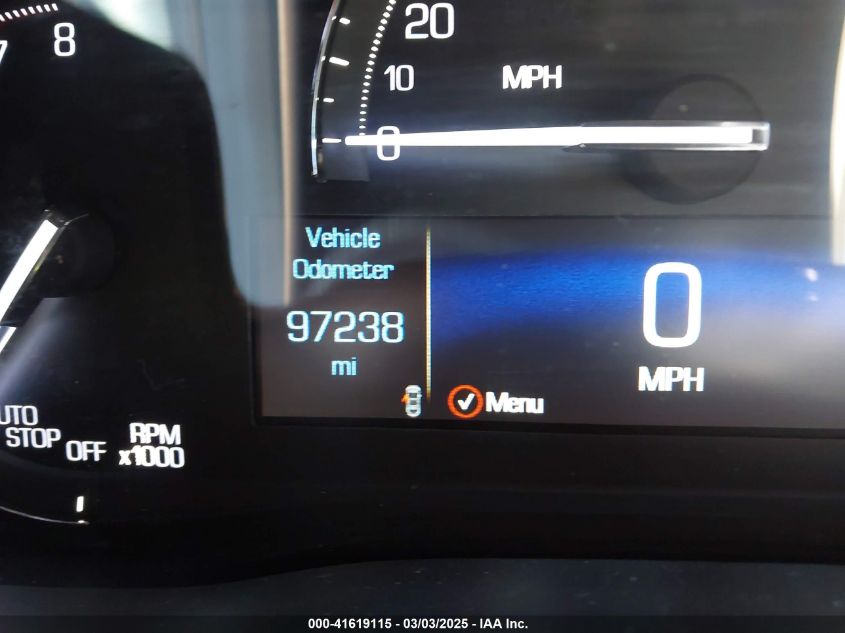 8
7
20
10
MPH
0
Vehicle
Odometer
97238
mi
0
MPH
Menu
STOP
OFF
RPM
x1000
000-41619115 - 03/03/2025 - IAA Inc.